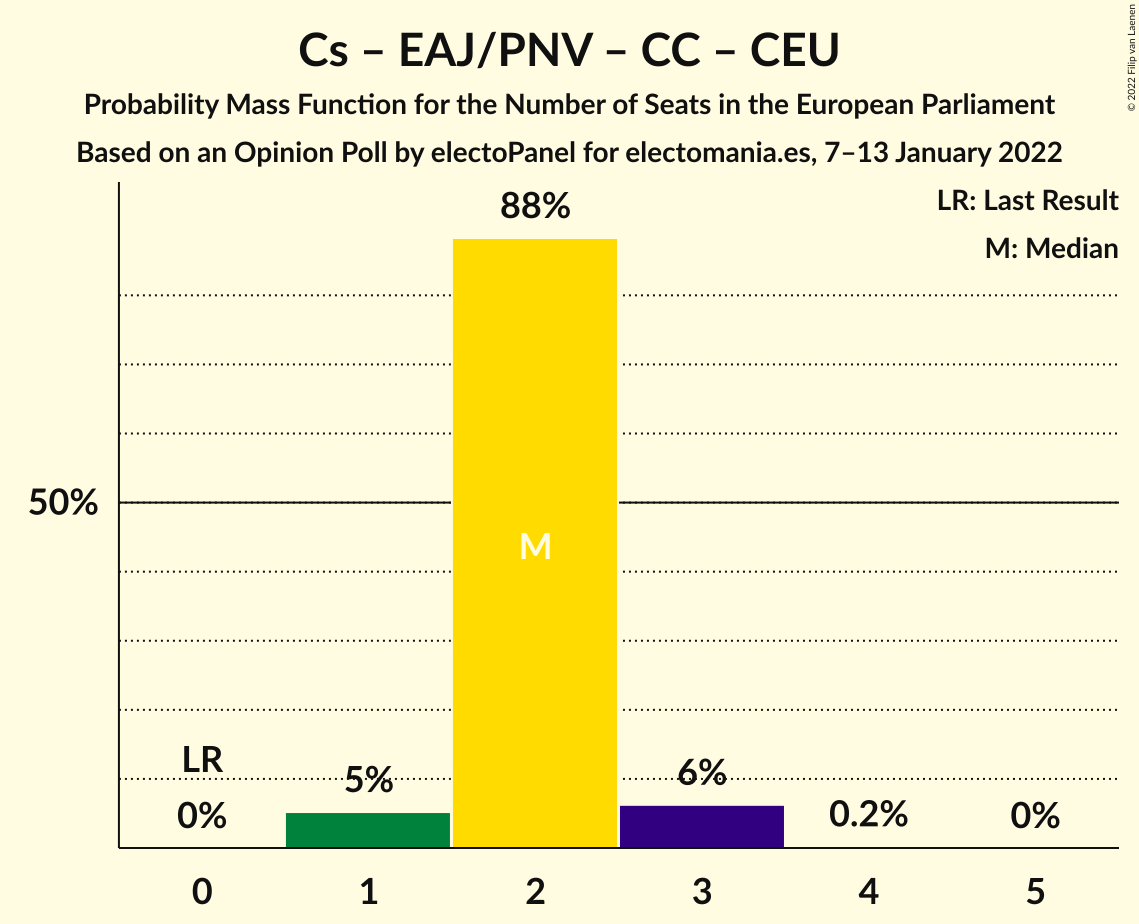 Cs – EAJ/PNV – CC – CEU
Probability Mass Function for the Number of Seats in the European Parliament
Based on an Opinion Poll by electoPanel for electomania.es, 7–13 January 2022
© 2022 Filip van Laenen
LR: Last Result
M: Median
88%
50%
M
LR
0%
5%
6%
0.2%
0%
0 1 2 3 4 5